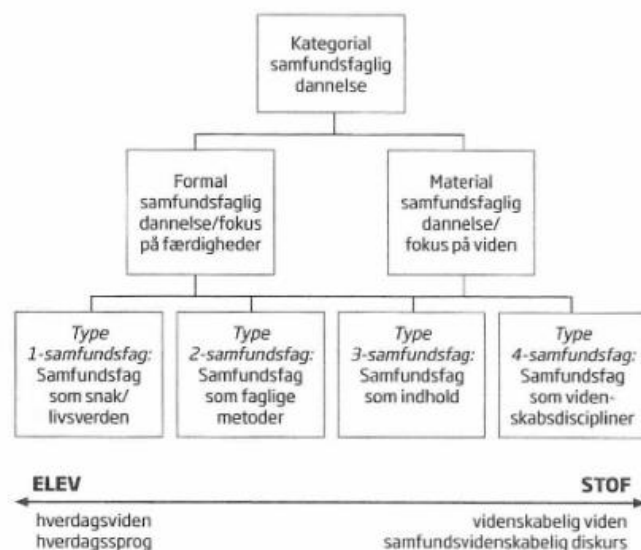 Kategorial
samfundsfaglig
dannelse
Formal
samfundsfaglig
dannelse/fokus
på færdigheder
Material
samfundsfaglig
dannelse/
fokus på viden
Type
1-samfundsfag:
Samfundsfag
som snak/
livsverden
Type
2-samfundsfag:
Samfundsfag
som faglige
metoder
Type
3-samfundsfag:
Samfundsfag
som indhold
Type
4-samfundsfag:
Samfundsfag
som viden-
skabsdiscipliner
ELEV
STOF
hverdagsviden
videnskabelig viden
hverdagssprog
samfundsvidenskabelig diskurs